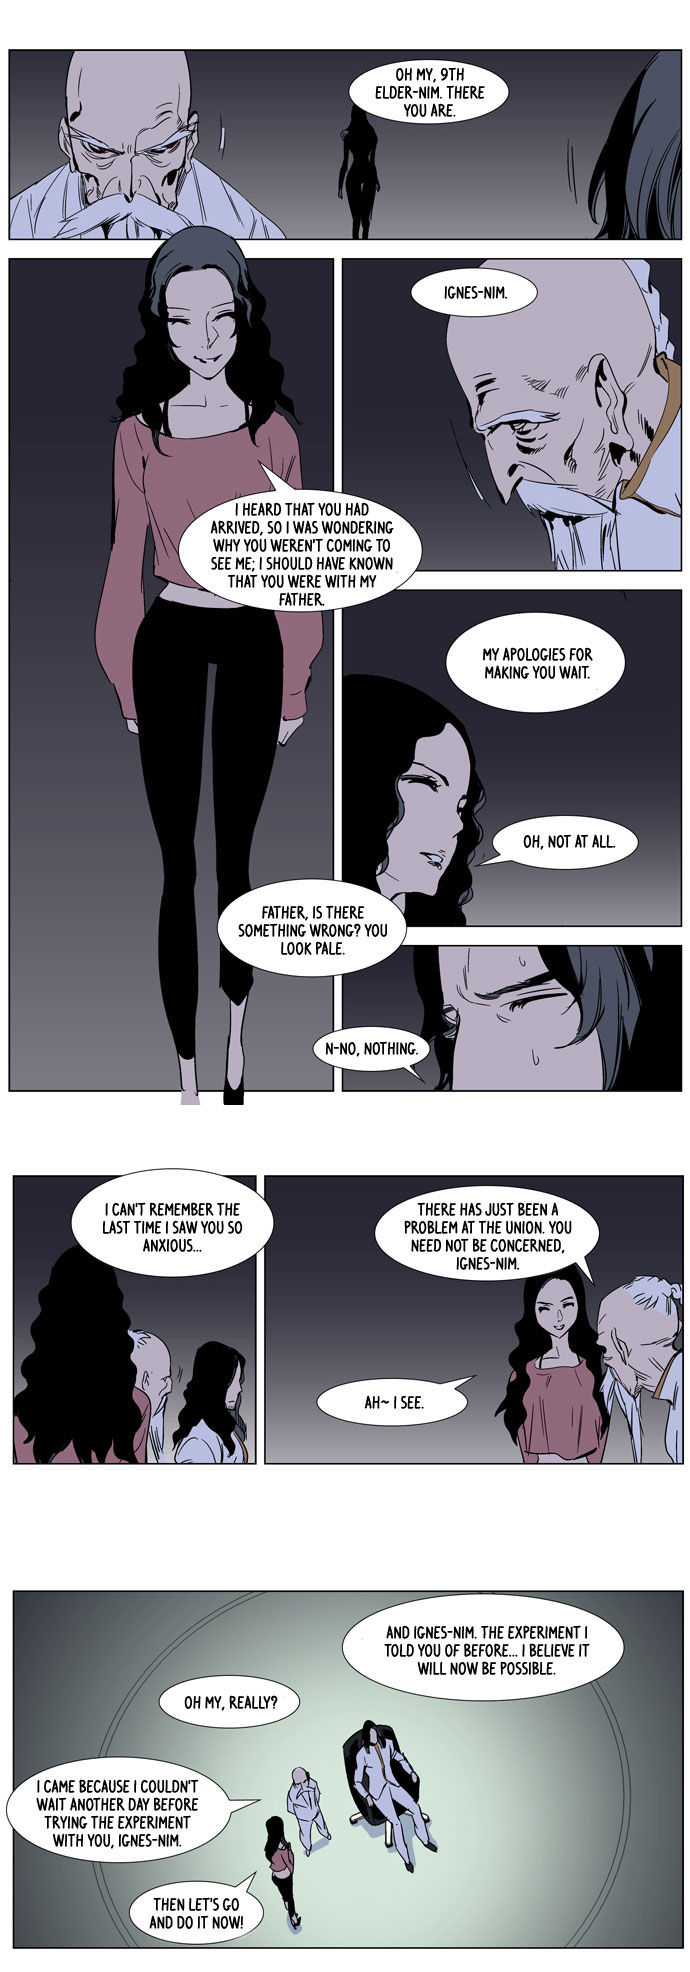 OH MY, 9TH
ELDER-NIM. THERE
YOU ARE.
IGNES-NIM.
I HEARD THAT YOU HAD
ARRIVED, SO I WAS WONDERING
WHY YOU WEREN'T COMING TO
SEE ME; I SHOULD HAVE KNOWN
THAT YOU WERE WITH MY
FATHER.
MY APOLOGIES FOR
MAKING YOU WAIT.
OH, NOT AT ALL.
FATHER, IS THERE
SOMETHING WRONG? YOU
LOOK PALE.
N-NO, NOTHING.
I CAN'T REMEMBER THE
LAST TIME I SAW YOU SO
ANXIOUS...
THERE HAS JUST BEEN A
PROBLEM AT THE UNION. YOU
NEED NOT BE CONCERNED,
IGNES-NIM.
AH~ I SEE.
AND IGNES-NIM. THE EXPERIMENT I
TOLD YOU OF BEFORE... I BELIEVE IT
WILL NOW BE POSSIBLE.
OH MY, REALLY?
I CAME BECAUSE I COULDN'T
WAIT ANOTHER DAY BEFORE
TRYING THE EXPERIMENT
WITH YOU, IGNES-NIM.
THEN LET'S GO
AND DO IT NOW!